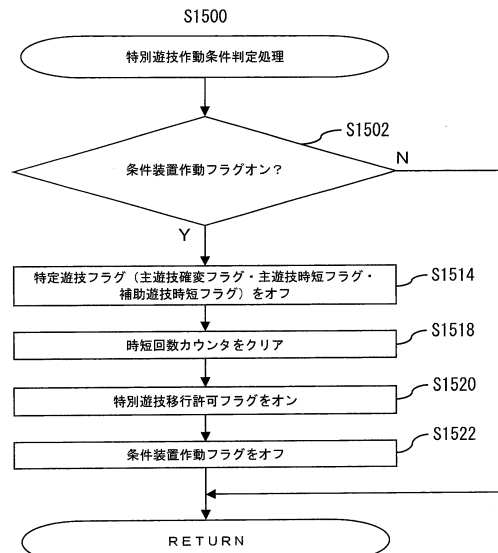 S1500
特別遊技作動条件判定処理
S1502
条件装置作動フラグオン？
N
Y
特定遊技フラグ（主遊技確変フラグ・主遊技時短フラグ・
補助遊技時短フラグ）をオフ
S1514
時短回数カウンタをクリア
S1518
特別遊技移行許可フラグをオン
S1520
条件装置作動フラグをオフ
S1522
RETURN